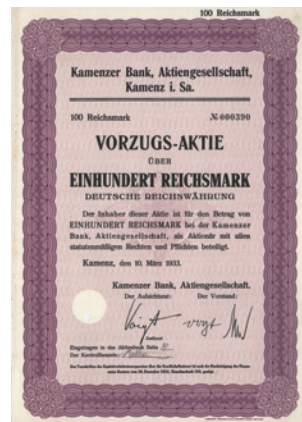 100 Reichsmark
Kamenzer Bank, Aktiengesellschaft,
Kamenz i. Sa.
100 Reichsmark № 000390
VORZUGS-AKTIE
ÜBER
EINHUNDERT REICHSMARK
DEUTSCHE REICHSWÄHRUNG
Der Inhaber dieser Aktie ist für den Betrag von
EINHUNDERT REICHSMARK bei der Kamenzer
Bank, Aktiengesellschaft, als Aktionär mit allen
statutenmäßigen Rechten und Pflichten beteiligt.
Kamenz, den 10. März 1933.
Kamenzer Bank, Aktiengesellschaft,
Der Aufsichtsrat: Der Vorstand:
Voigt
Eingetragen in das Aktienbuch Seite
Der Kontrollbeamte: